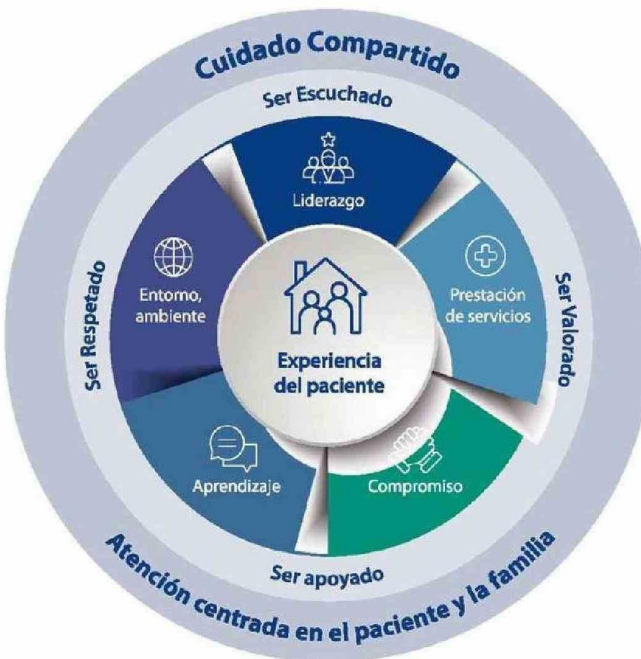 Cuidado Compartido
Ser Escuchado
Liderazgo
Ser Respetado
Entorno,
ambiente
Prestación
de servicios
Ser Valorado
Experiencia
del paciente
Aprendizaje
Compromiso
Ser apoyado
Atención centrada en el paciente y la familia